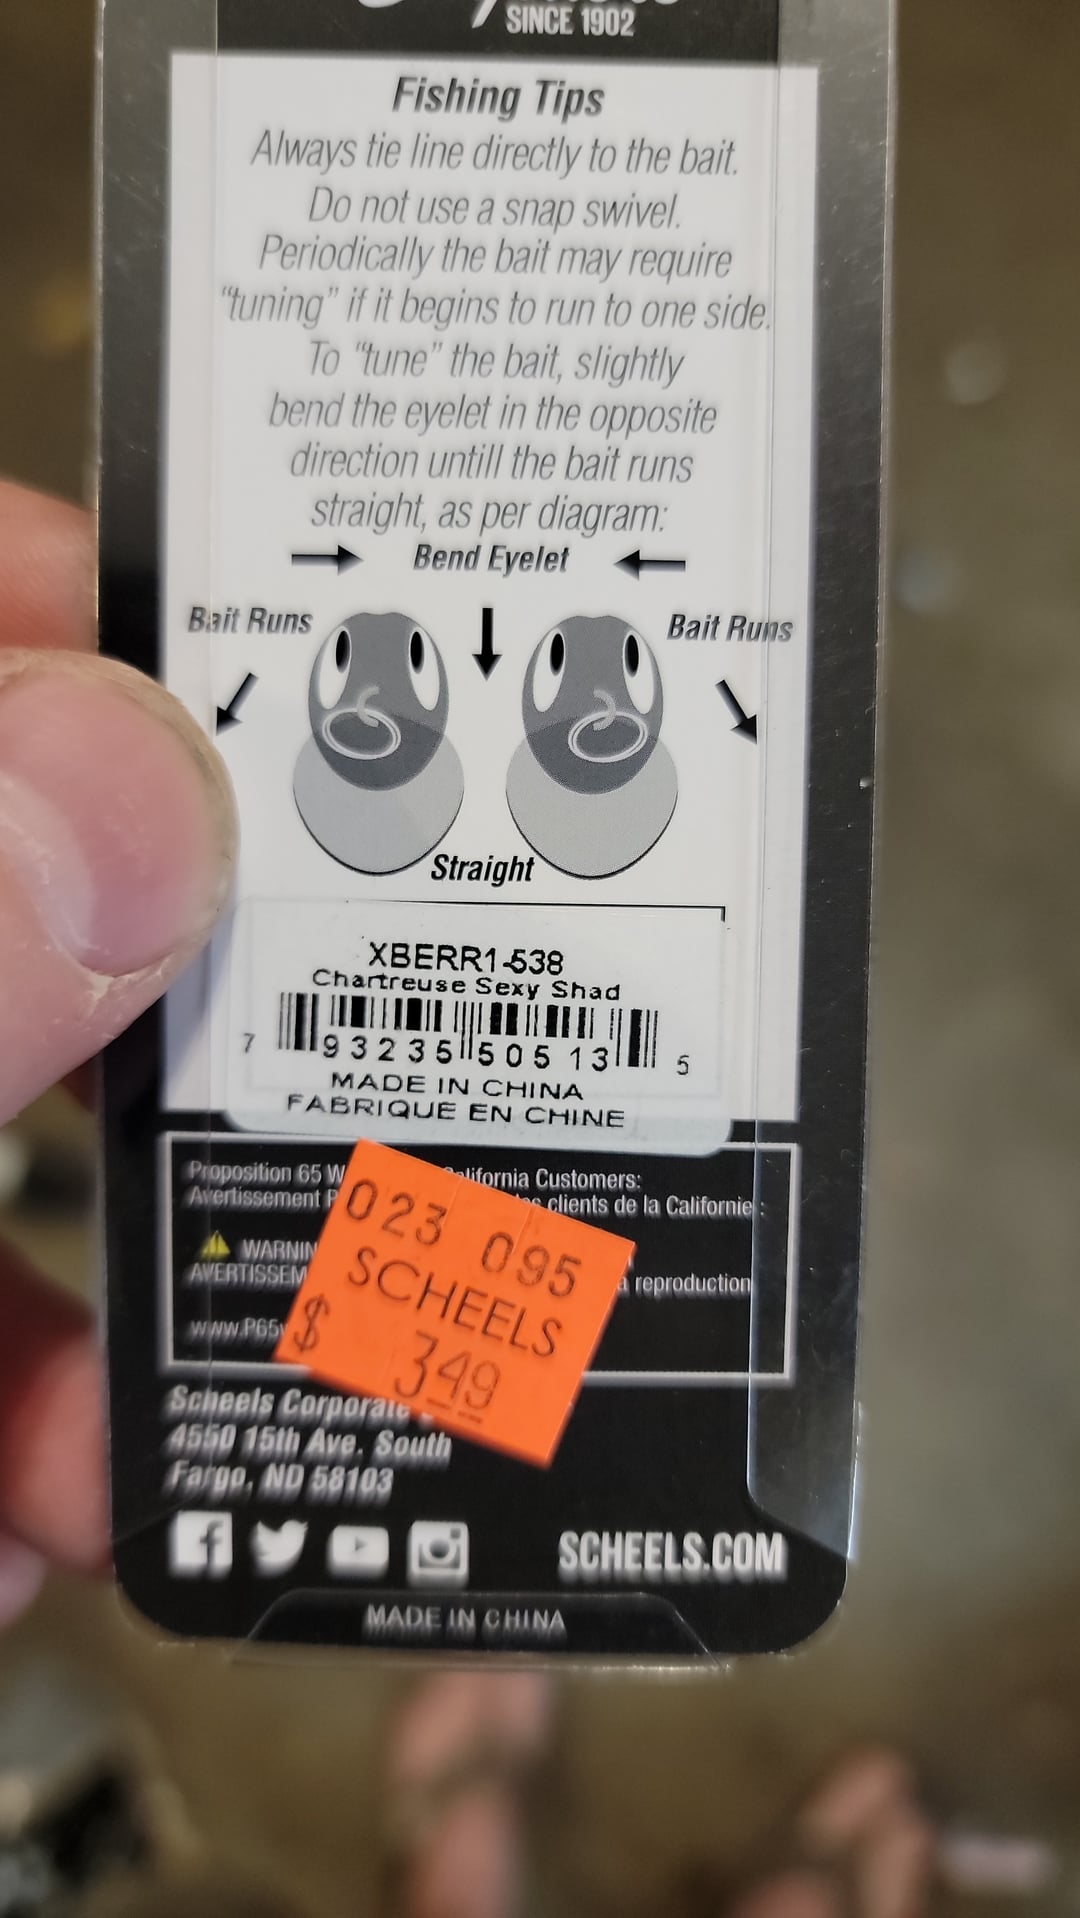 SINCE 1902
Fishing Tips
Always tie line directly to the bait.
Do not use a snap swivel.
Periodically the bait may require
"tuning" if it begins to run to one side.
To "tune" the bait, slightly
bend the eyelet in the opposite
direction untill the bait runs
straight, as per diagram:
Bend Eyelet
Bait Runs
Bait Runs
Straight
XBERR1-538
Chartreuse Sexy Shad
7 93235 50513 5
MADE IN CHINA
FABRIQUÉ EN CHINE
Proposition 65 California Customers:
Avertissement clients de la Californie :
WARNIN
AVERTISSEM a reproduction
www.P65
023 095
SCHEELS
$ 349
Scheels Corporate
4550 15th Ave. South
Fargo, ND 58103
SCHEELS.COM
MADE IN CHINA